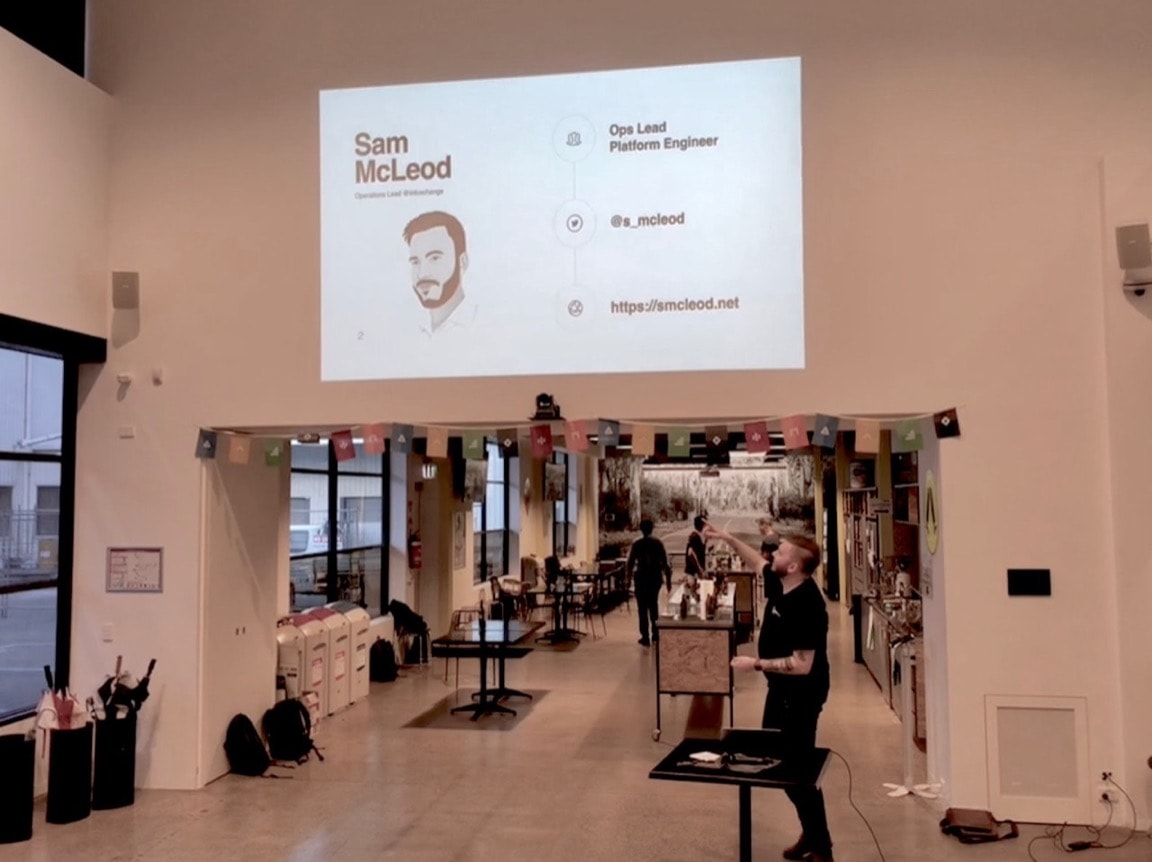 Sam
McLeod
Operations Lead @Infoxchange
2
Ops Lead
Platform Engineer
@s_mcleod
https://smcleod.net